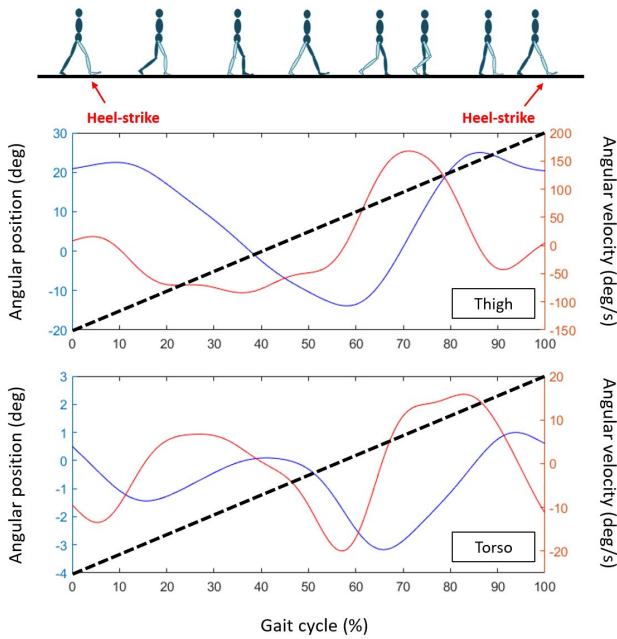 Heel-strike Heel-strike
Angular position (deg)
30
20
10
0
-10
-20
200
150
100
50
0
-50
-100
-150
Angular velocity (deg/s)
Thigh
0 10 20 30 40 50 60 70 80 90 100
Angular position (deg)
3
2
1
0
-1
-2
-3
-4
20
10
0
-10
-20
Angular velocity (deg/s)
Torso
0 10 20 30 40 50 60 70 80 90 100
Gait cycle (%)